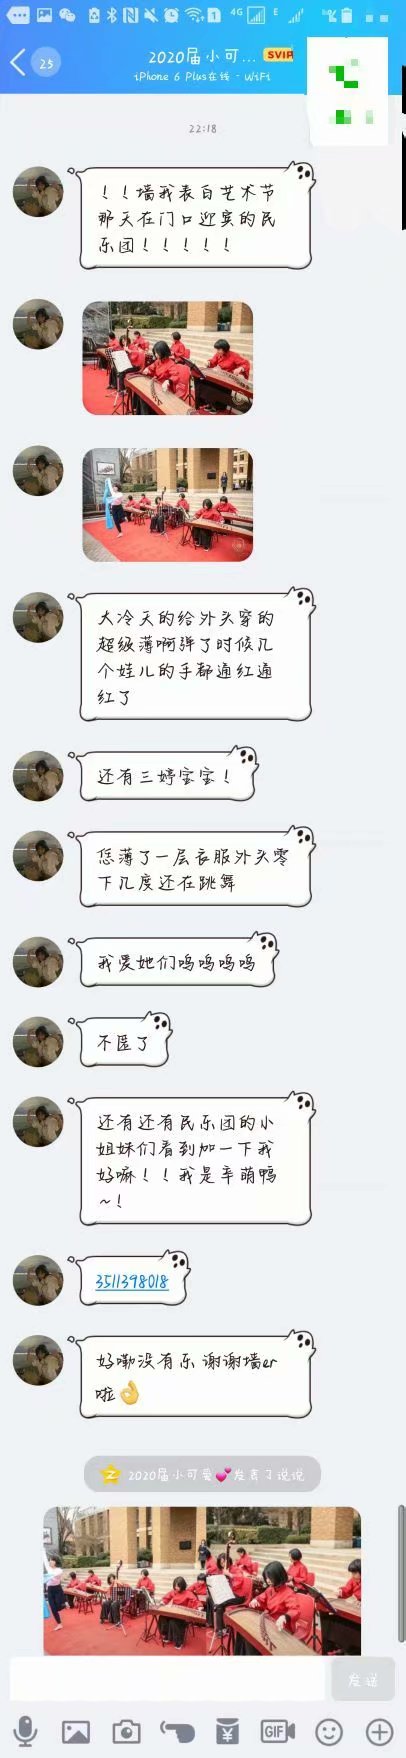 4G
25
2020届小可...
SVIP
iPhone 6 Plus在线 - WiFi
22:18
！！墙我表白艺术节
那天在门口迎宾的民
乐团！！！！！
大冷天的给外头穿的
超级薄啊弹了时候几
个娃儿的手都通红通
红了
还有三婷宝宝！
恁薄了一层衣服外头零
下几度还在跳舞
我爱她们呜呜呜呜
不匿了
还有还有民乐团的小
姐妹们看到加一下我
好嘛！！我是辛萌鸭
~！
3511398018
好嘞没有乐 谢谢墙er
啦👌
2020届小可爱💕发表了说说
发送
GIF